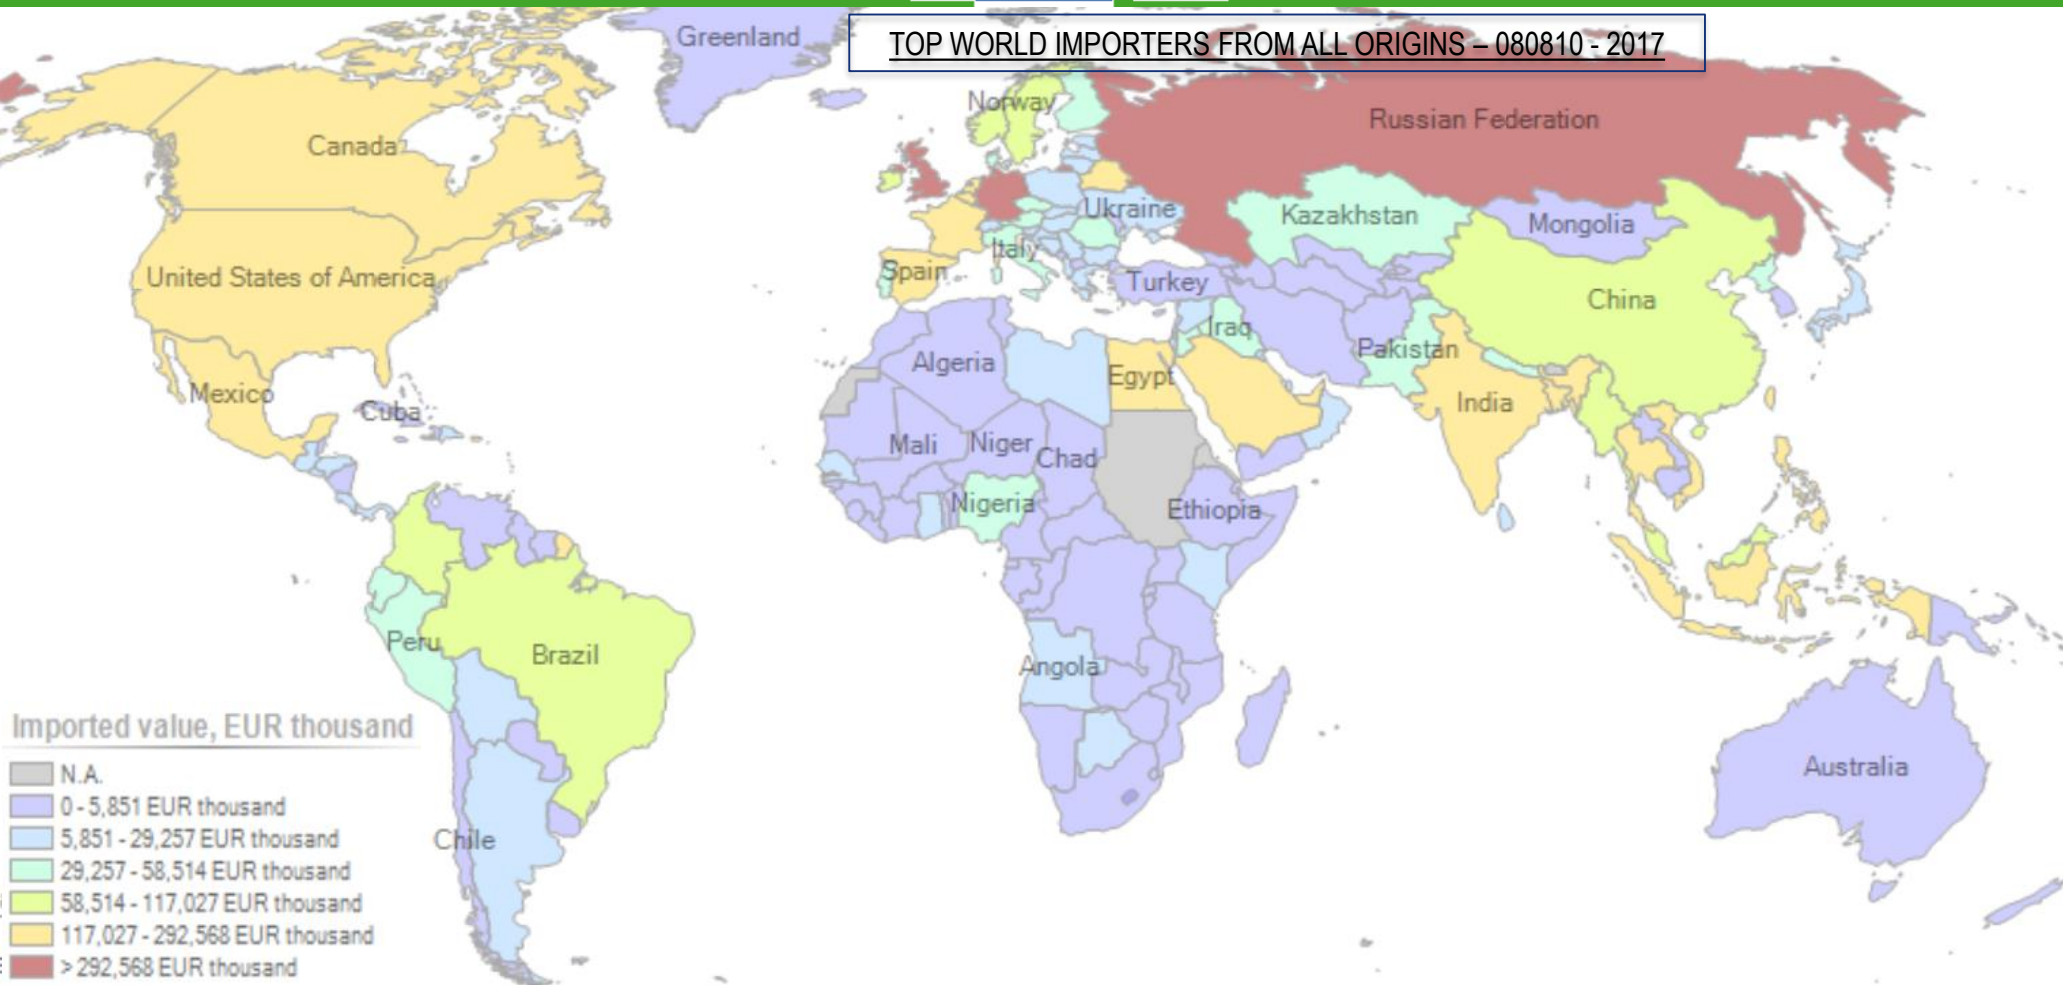 TOP WORLD IMPORTERS FROM ALL ORIGINS – 080810 - 2017
Greenland
Norway
Russian Federation
Canada
Ukraine
Kazakhstan
Mongolia
Italy
Spain
United States of America
Turkey
China
Iraq
Pakistan
Algeria
Egypt
Mexico
India
Cuba
Mali
Niger
Chad
Nigeria
Ethiopia
Peru
Brazil
Angola
Australia
Chile
Imported value, EUR thousand
N.A.
0 - 5,851 EUR thousand
5,851 - 29,257 EUR thousand
29,257 - 58,514 EUR thousand
58,514 - 117,027 EUR thousand
117,027 - 292,568 EUR thousand
> 292,568 EUR thousand